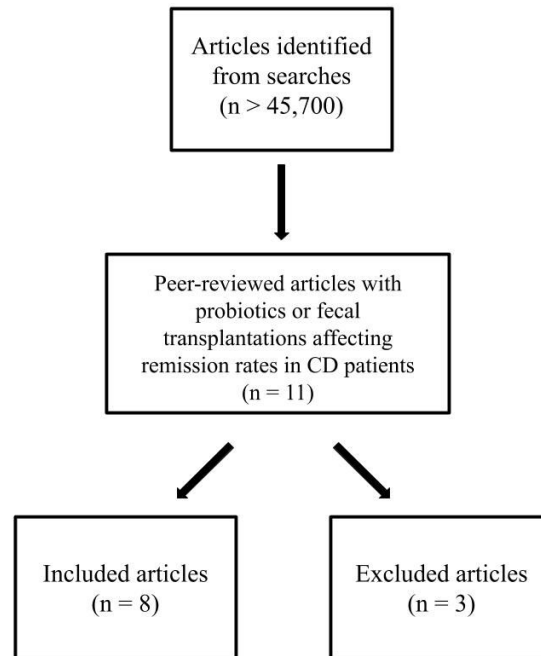 Articles identified
from searches
(n > 45,700)
Peer-reviewed articles with
probiotics or fecal
transplantations affecting
remission rates in CD patients
(n = 11)
Included articles
(n = 8)
Excluded articles
(n = 3)